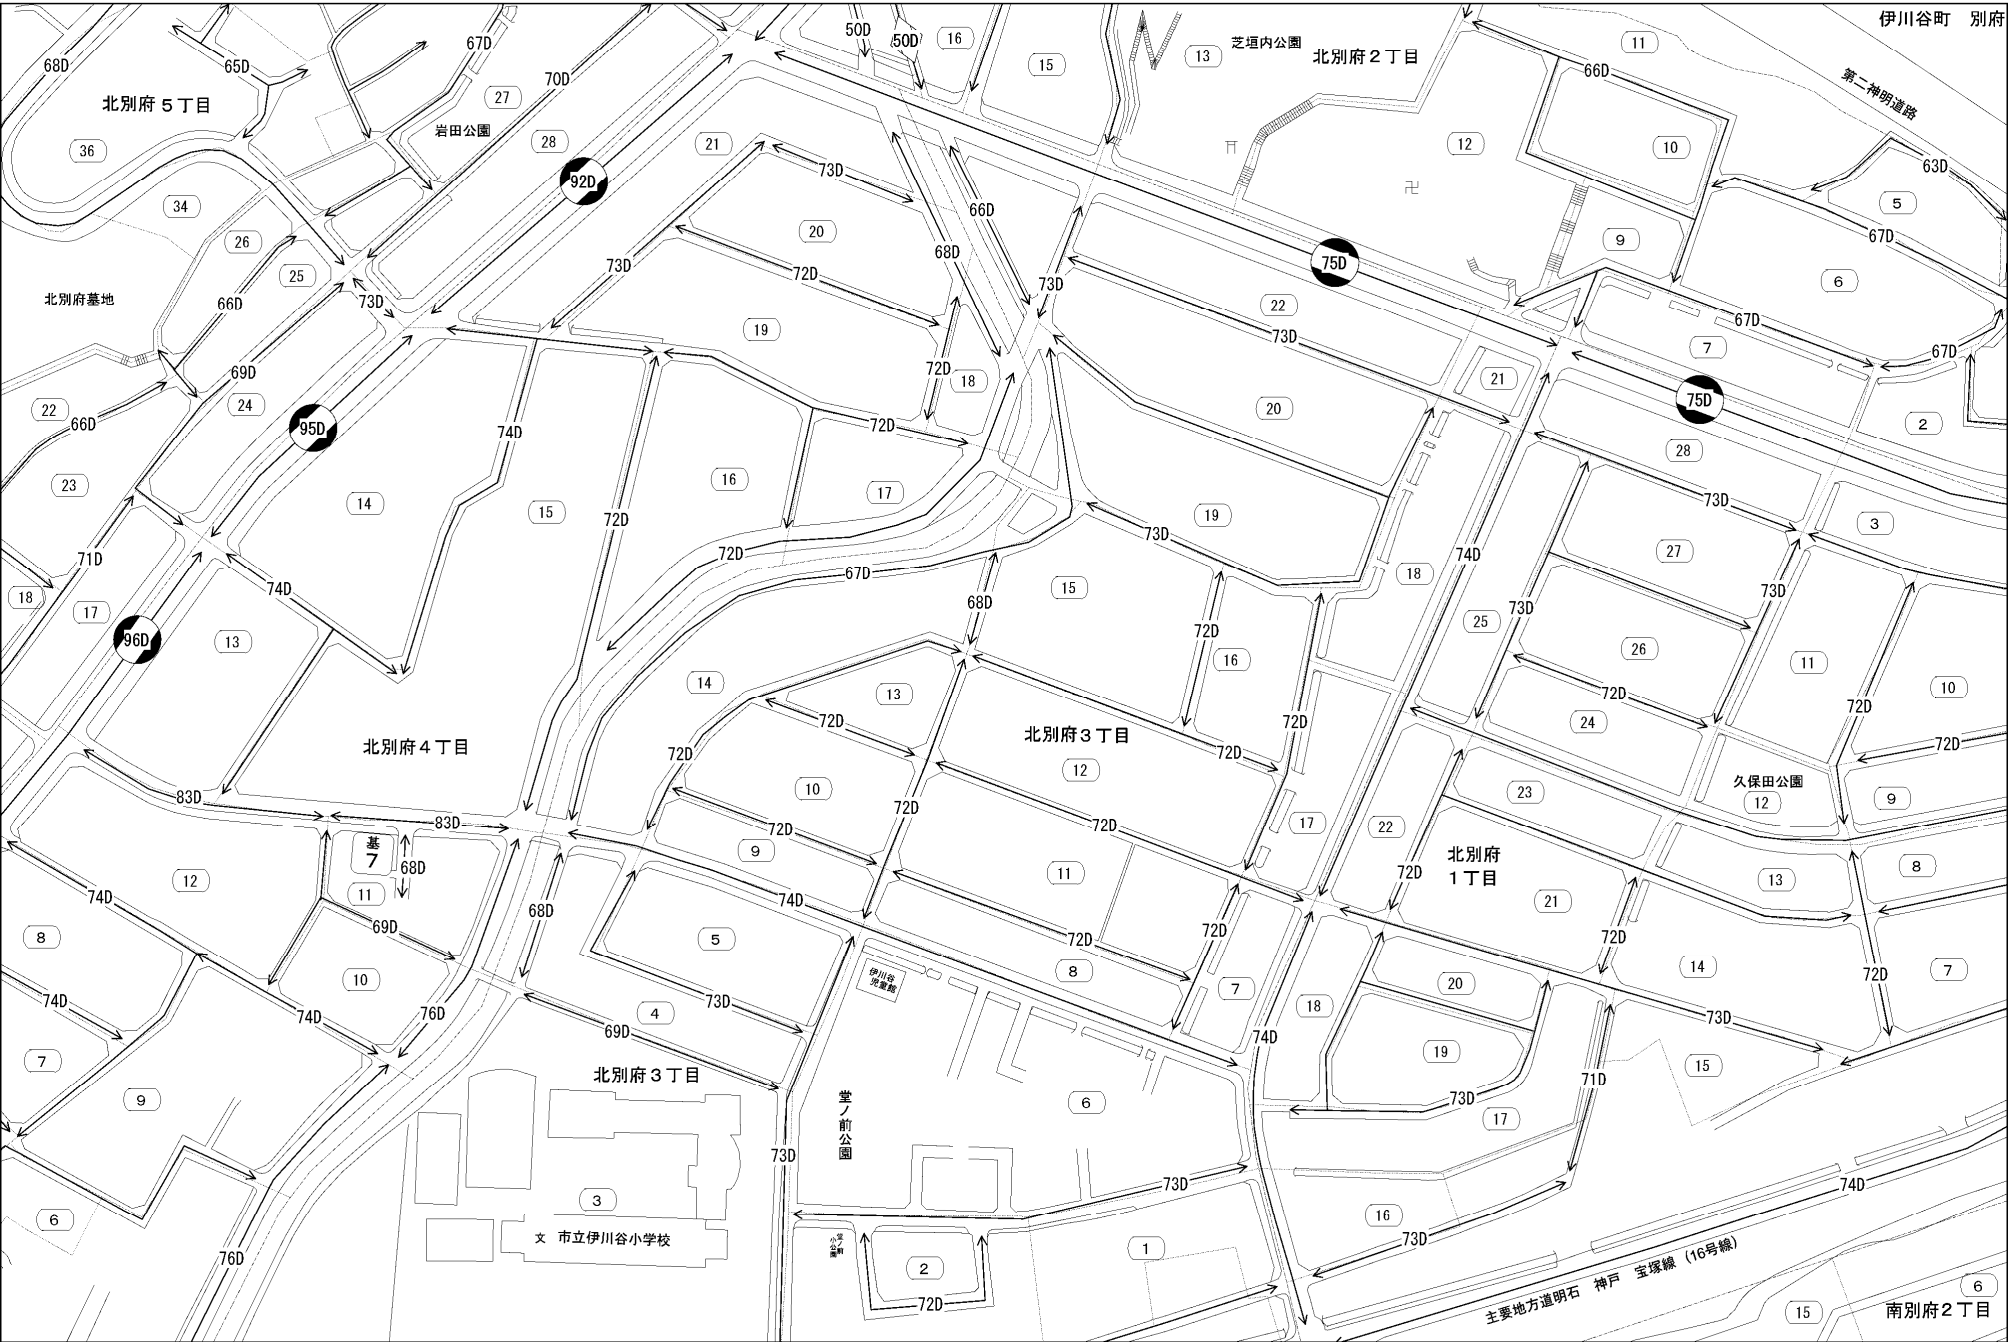 伊川谷町 別府
50D
50D
16
11
67D
68D
65D
70D
15
13
芝垣内公園
北別府２丁目
66D
第二神明道路
北別府５丁目
27
岩田公園
28
21
36
12
10
63D
92D
73D
34
66D
5
20
26
68D
9
67D
25
73D
72D
75D
6
北別府墓地
66D
73D
73D
22
19
73D
67D
7
67D
69D
72D
18
21
24
22
66D
95D
74D
72D
20
75D
2
28
23
14
15
16
17
73D
72D
19
73D
3
71D
72D
74D
27
67D
18
74D
15
18
73D
17
68D
73D
25
96D
13
72D
16
26
11
14
13
72D
24
10
72D
72D
72D
北別府４丁目
72D
北別府３丁目
72D
72D
12
久保田公園
12
83D
10
23
9
83D
72D
72D
72D
17
22
基
7
9
北別府
１丁目
68D
12
11
11
72D
13
8
74D
74D
21
69D
68D
8
5
72D
72D
72D
14
7
伊川谷
児童館
8
72D
10
7
20
18
74D
73D
74D
76D
4
73D
69D
74D
19
15
7
北別府３丁目
71D
9
堂ノ前公園
6
73D
17
73D
73D
74D
3
6
文 市立伊川谷小学校
堂ノ前
小公園
16
73D
76D
1
2
72D
主要地方道明石 神戸 宝塚線 (16号線)
6
15
南別府２丁目